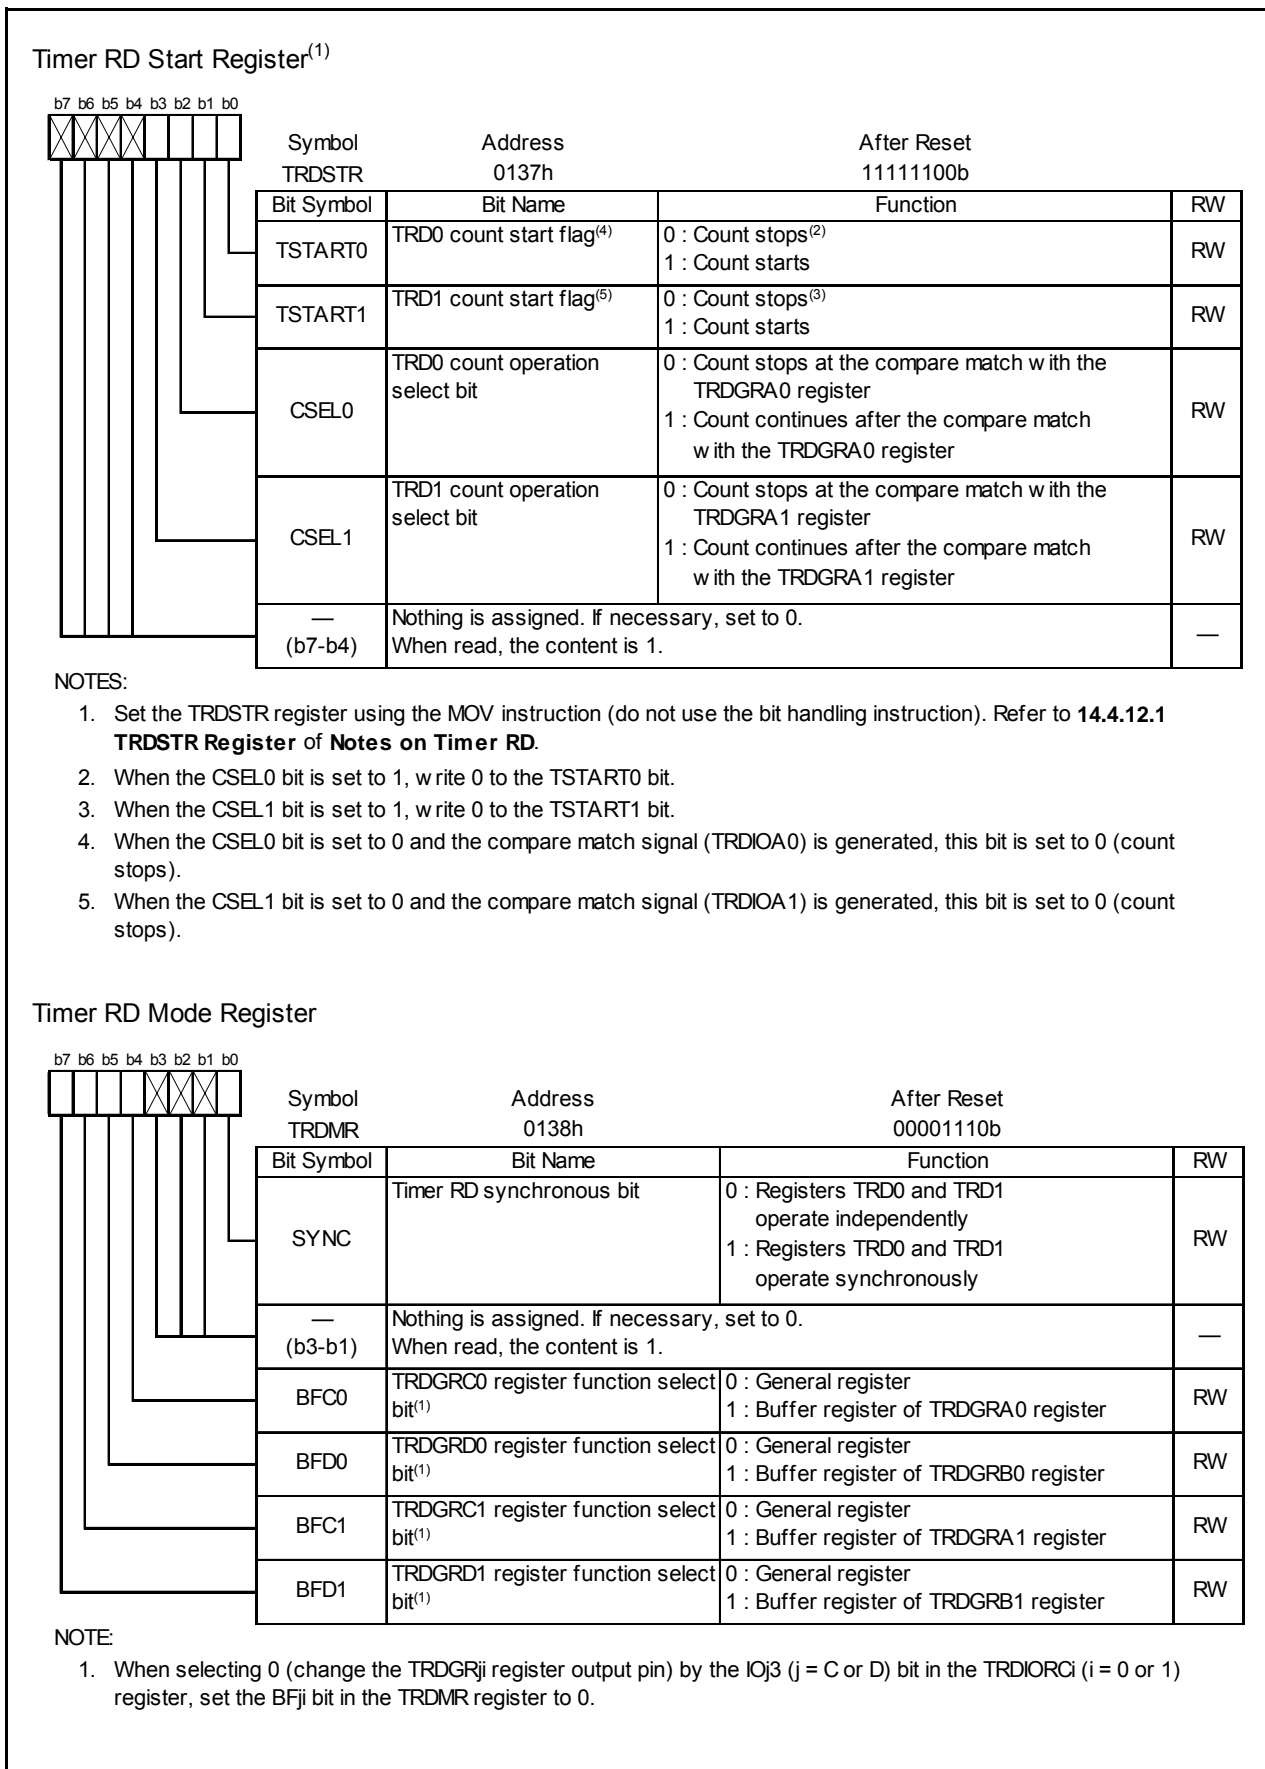 Timer RD Start Register(1)
b7 b6 b5 b4 b3 b2 b1 b0
Symbol Address After Reset
TRDSTR 0137h 11111100b
Bit Symbol Bit Name Function RW
TSTART0 TRD0 count start flag(4) 0 : Count stops(2) RW
1 : Count starts
TSTART1 TRD1 count start flag(5) 0 : Count stops(3) RW
1 : Count starts
CSEL0 TRD0 count operation 0 : Count stops at the compare match with the RW
select bit TRDGRA0 register
1 : Count continues after the compare match
with the TRDGRA0 register
CSEL1 TRD1 count operation 0 : Count stops at the compare match with the RW
select bit TRDGRA1 register
1 : Count continues after the compare match
with the TRDGRA1 register
— Nothing is assigned. If necessary, set to 0. —
(b7-b4) When read, the content is 1.
NOTES:
1. Set the TRDSTR register using the MOV instruction (do not use the bit handling instruction). Refer to 14.4.12.1
TRDSTR Register of Notes on Timer RD.
2. When the CSEL0 bit is set to 1, write 0 to the TSTART0 bit.
3. When the CSEL1 bit is set to 1, write 0 to the TSTART1 bit.
4. When the CSEL0 bit is set to 0 and the compare match signal (TRDIOA0) is generated, this bit is set to 0 (count
stops).
5. When the CSEL1 bit is set to 0 and the compare match signal (TRDIOA1) is generated, this bit is set to 0 (count
stops).
Timer RD Mode Register
b7 b6 b5 b4 b3 b2 b1 b0
Symbol Address After Reset
TRDMR 0138h 00001110b
Bit Symbol Bit Name Function RW
SYNC Timer RD synchronous bit 0 : Registers TRD0 and TRD1 RW
operate independently
1 : Registers TRD0 and TRD1
operate synchronously
— Nothing is assigned. If necessary, set to 0. —
(b3-b1) When read, the content is 1.
BFC0 TRDGRC0 register function select 0 : General register RW
bit(1) 1 : Buffer register of TRDGRA0 register
BFD0 TRDGRD0 register function select 0 : General register RW
bit(1) 1 : Buffer register of TRDGRB0 register
BFC1 TRDGRC1 register function select 0 : General register RW
bit(1) 1 : Buffer register of TRDGRA1 register
BFD1 TRDGRD1 register function select 0 : General register RW
bit(1) 1 : Buffer register of TRDGRB1 register
NOTE:
1. When selecting 0 (change the TRDGRji register output pin) by the IOj3 (j = C or D) bit in the TRDIORCi (i = 0 or 1)
register, set the BFji bit in the TRDMR register to 0.